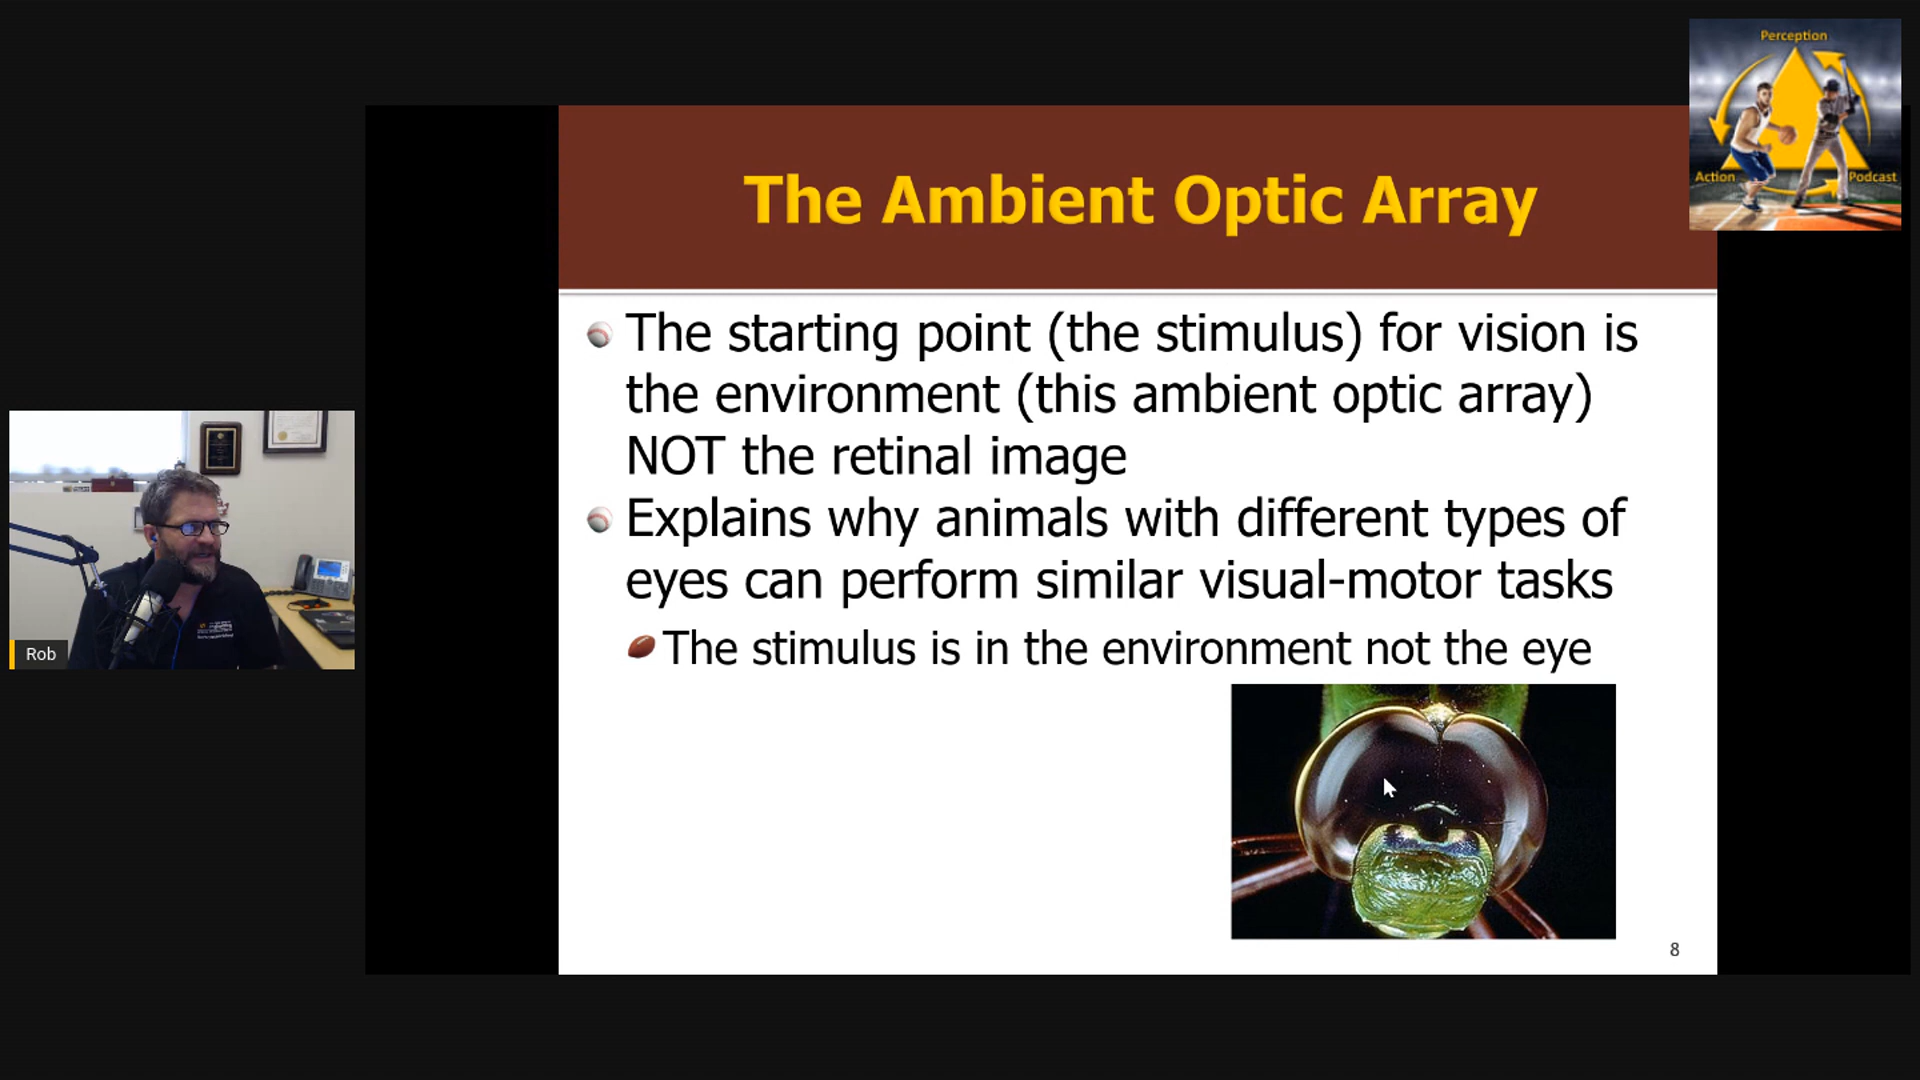 Perception
Action
Podcast
The Ambient Optic Array
The starting point (the stimulus) for vision is
the environment (this ambient optic array)
NOT the retinal image
Explains why animals with different types of
eyes can perform similar visual-motor tasks
The stimulus is in the environment not the eye
8
Rob